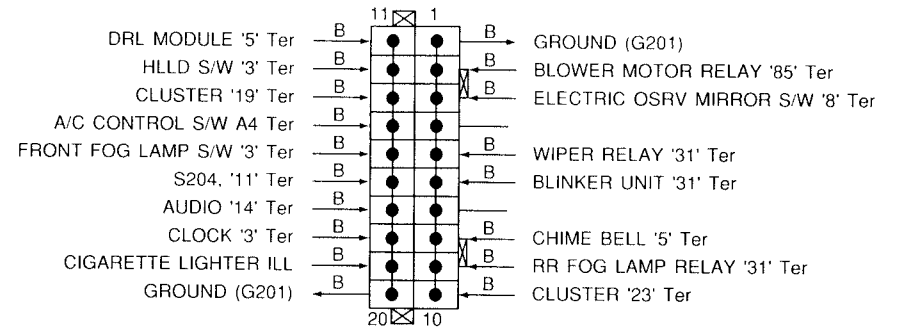 11 1
DRL MODULE '5' Ter B B GROUND (G201)
HLLD S/W '3' Ter B B BLOWER MOTOR RELAY '85' Ter
CLUSTER '19' Ter B B ELECTRIC OSRV MIRROR S/W '8' Ter
A/C CONTROL S/W A4 Ter B
FRONT FOG LAMP S/W '3' Ter B B WIPER RELAY '31' Ter
S204, '11' Ter B B BLINKER UNIT '31' Ter
AUDIO '14' Ter B
CLOCK '3' Ter B B CHIME BELL '5' Ter
CIGARETTE LIGHTER ILL B B RR FOG LAMP RELAY '31' Ter
GROUND (G201) B B CLUSTER '23' Ter
20 10